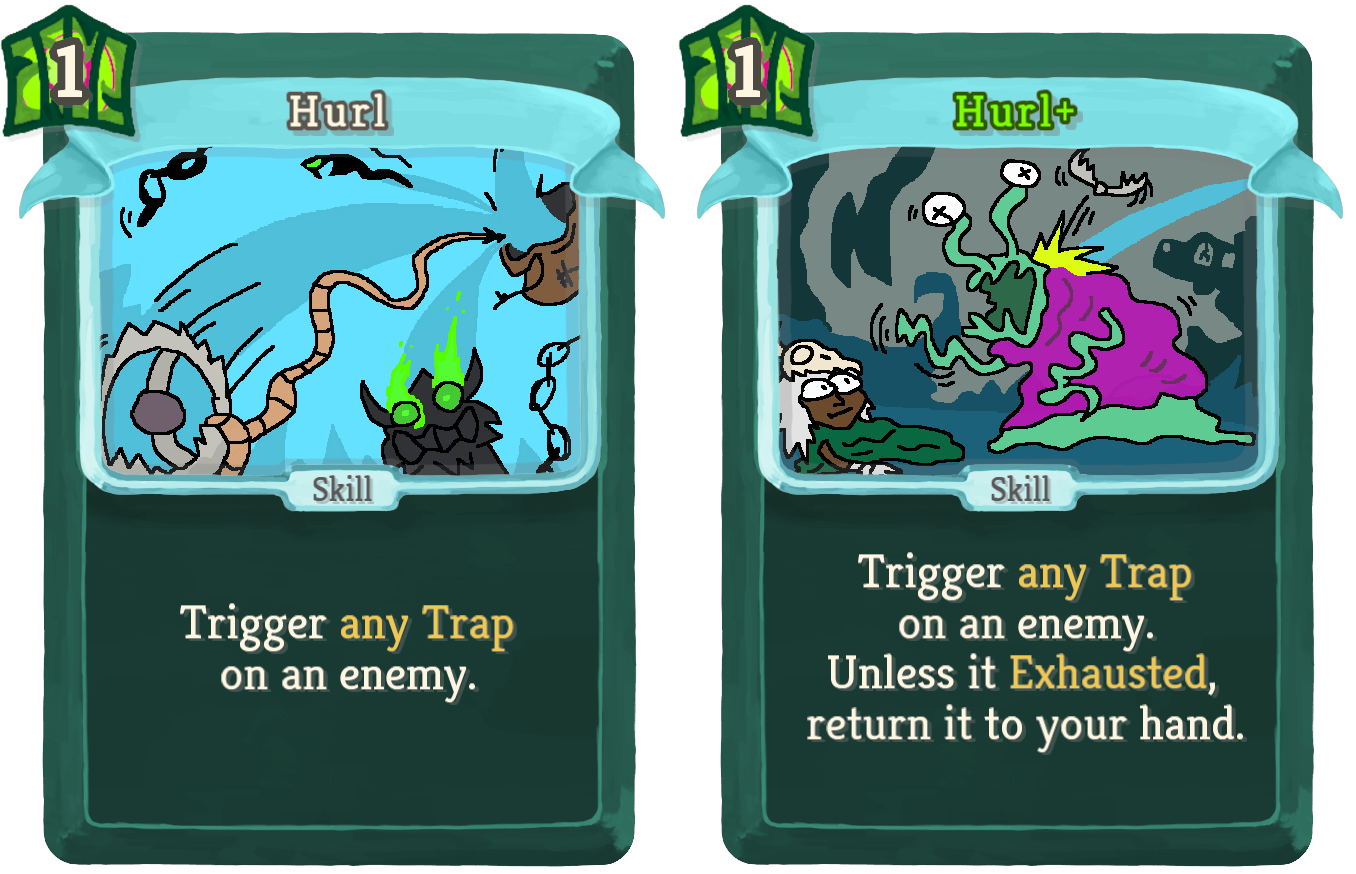 1
Hurl
Skill
Trigger any Trap
on an enemy.
1
Hurl+
Skill
Trigger any Trap
on an enemy.
Unless it Exhausted,
return it to your hand.